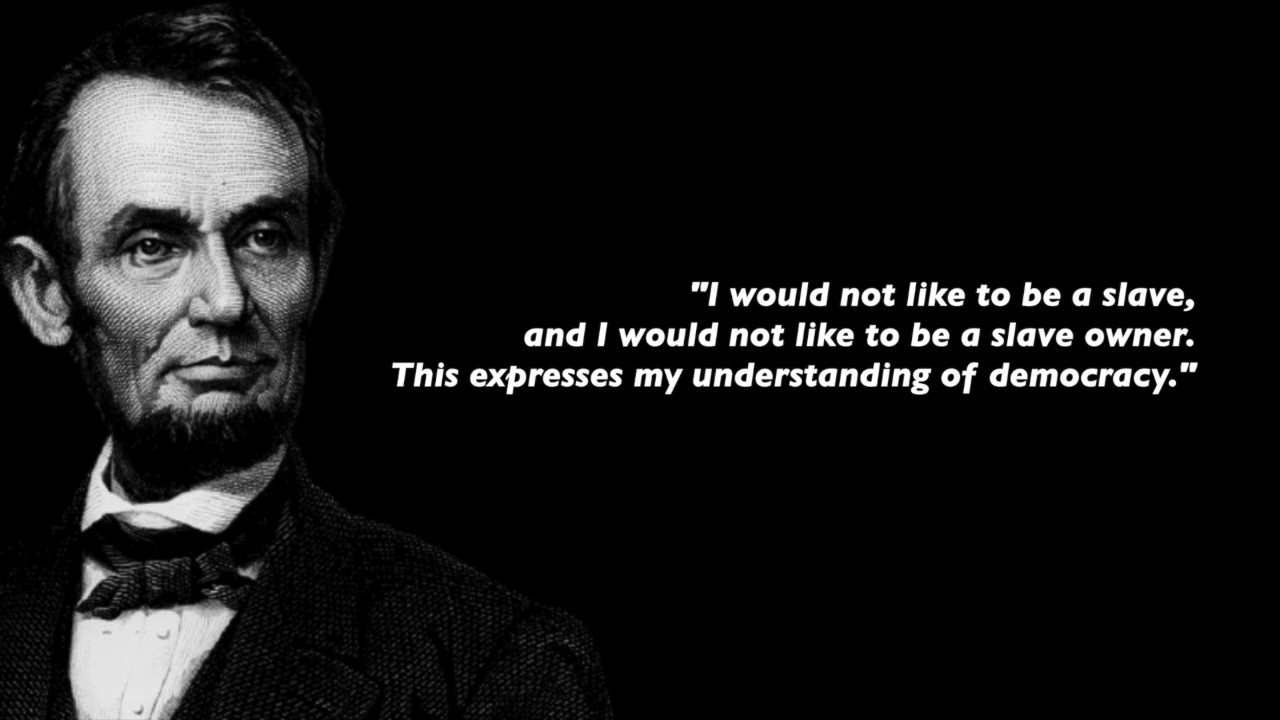 "I would not like to be a slave,
and I would not like to be a slave owner.
This expresses my understanding of democracy."